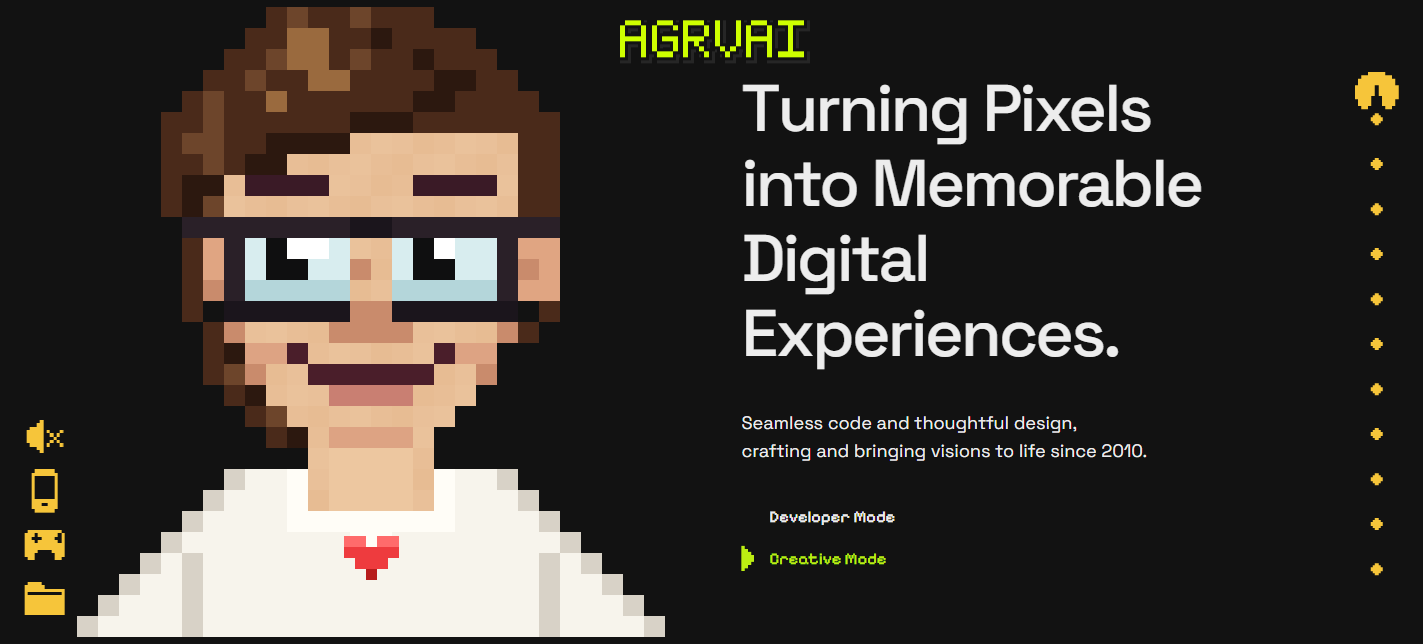 AGRVAI
Turning Pixels
into Memorable
Digital
Experiences.
Seamless code and thoughtful design,
crafting and bringing visions to life since 2010.
Developer Mode
Creative Mode